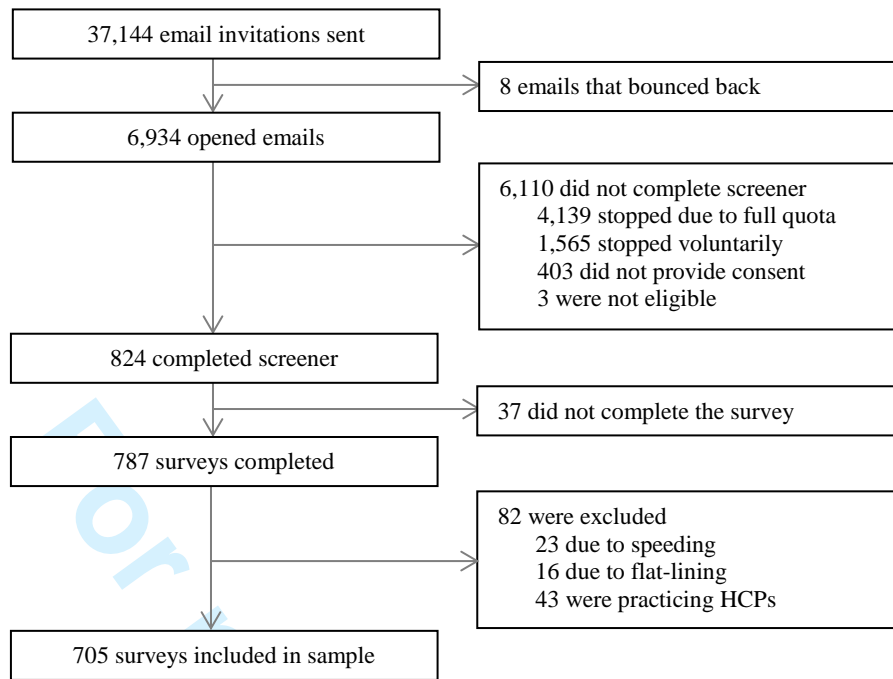 37,144 email invitations sent
8 emails that bounced back
6,934 opened emails
6,110 did not complete screener
4,139 stopped due to full quota
1,565 stopped voluntarily
403 did not provide consent
3 were not eligible
824 completed screener
37 did not complete the survey
787 surveys completed
82 were excluded
23 due to speeding
16 due to flat-lining
43 were practicing HCPs
705 surveys included in sample
For